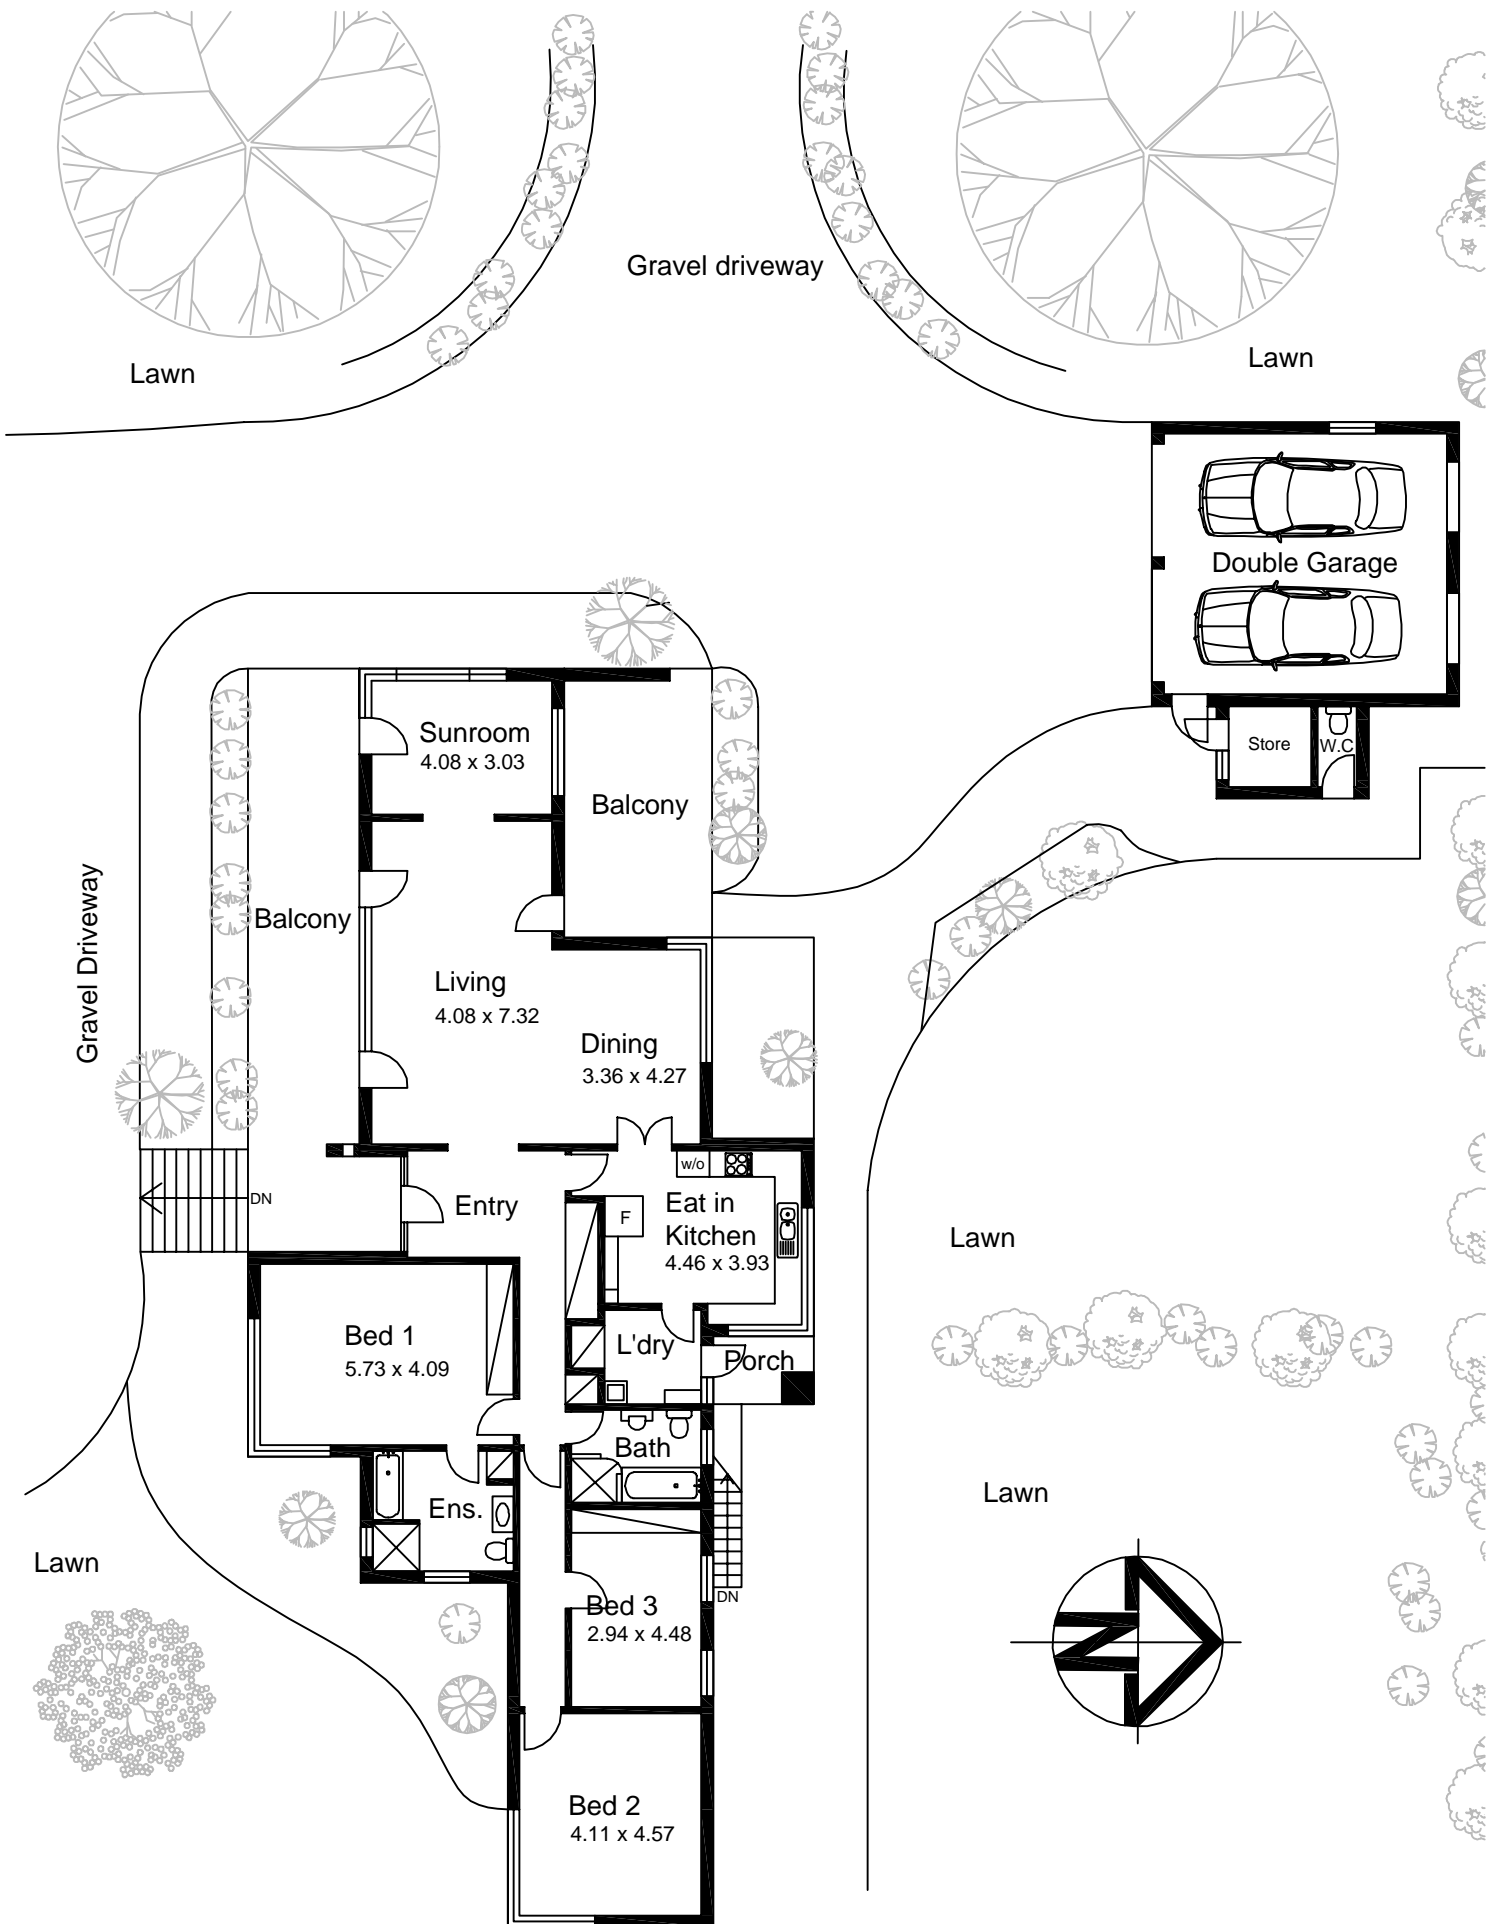 Gravel driveway
Lawn
Lawn
Double Garage
Store
W.C
Sunroom
4.08 x 3.03
Balcony
Gravel Driveway
Balcony
Living
4.08 x 7.32
Dining
3.36 x 4.27
w/o
DN
Entry
F
Eat in
Kitchen
4.46 x 3.93
Lawn
Bed 1
5.73 x 4.09
L'dry
Porch
Bath
Ens.
Lawn
Lawn
DN
Bed 3
2.94 x 4.48
N
Bed 2
4.11 x 4.57